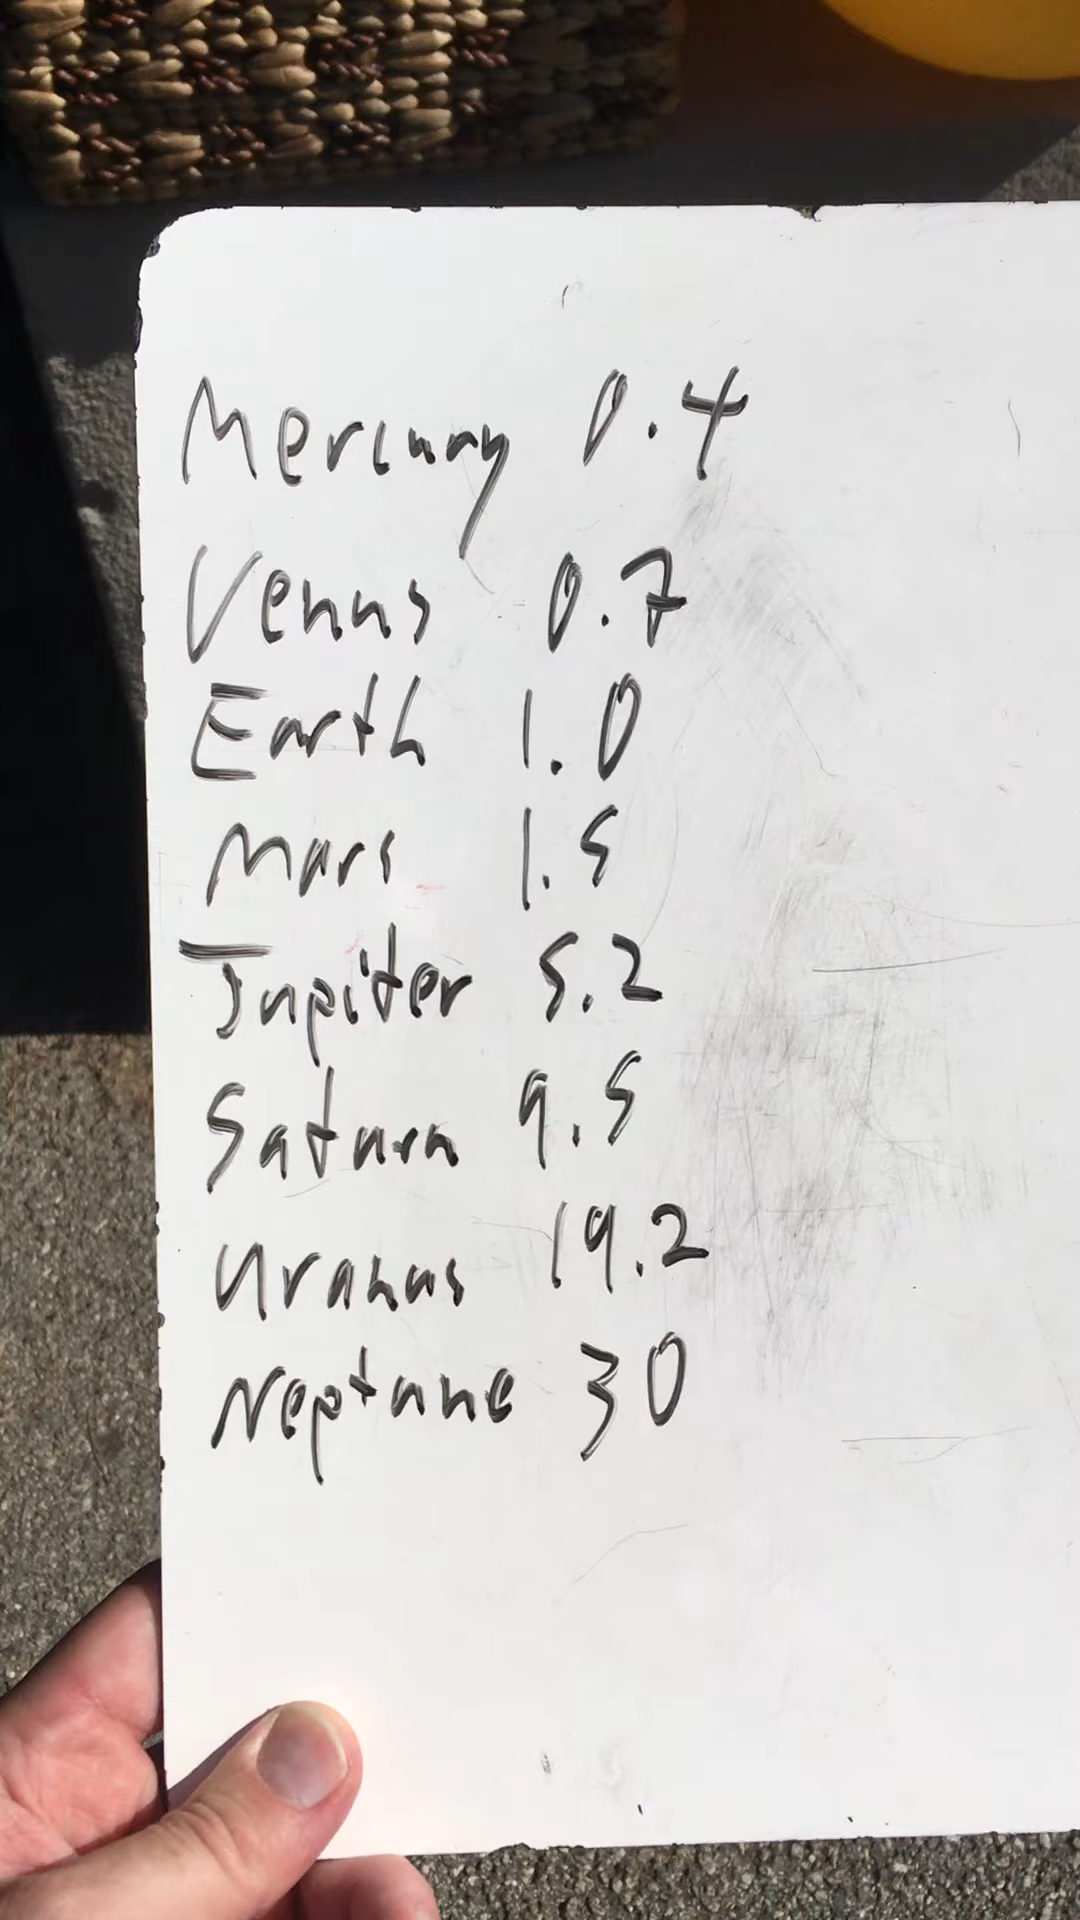 Mercury 0.4
Venus 0.7
Earth 1.0
Mars 1.5
Jupiter 5.2
Saturn 9.5
Uranus 19.2
Neptune 30